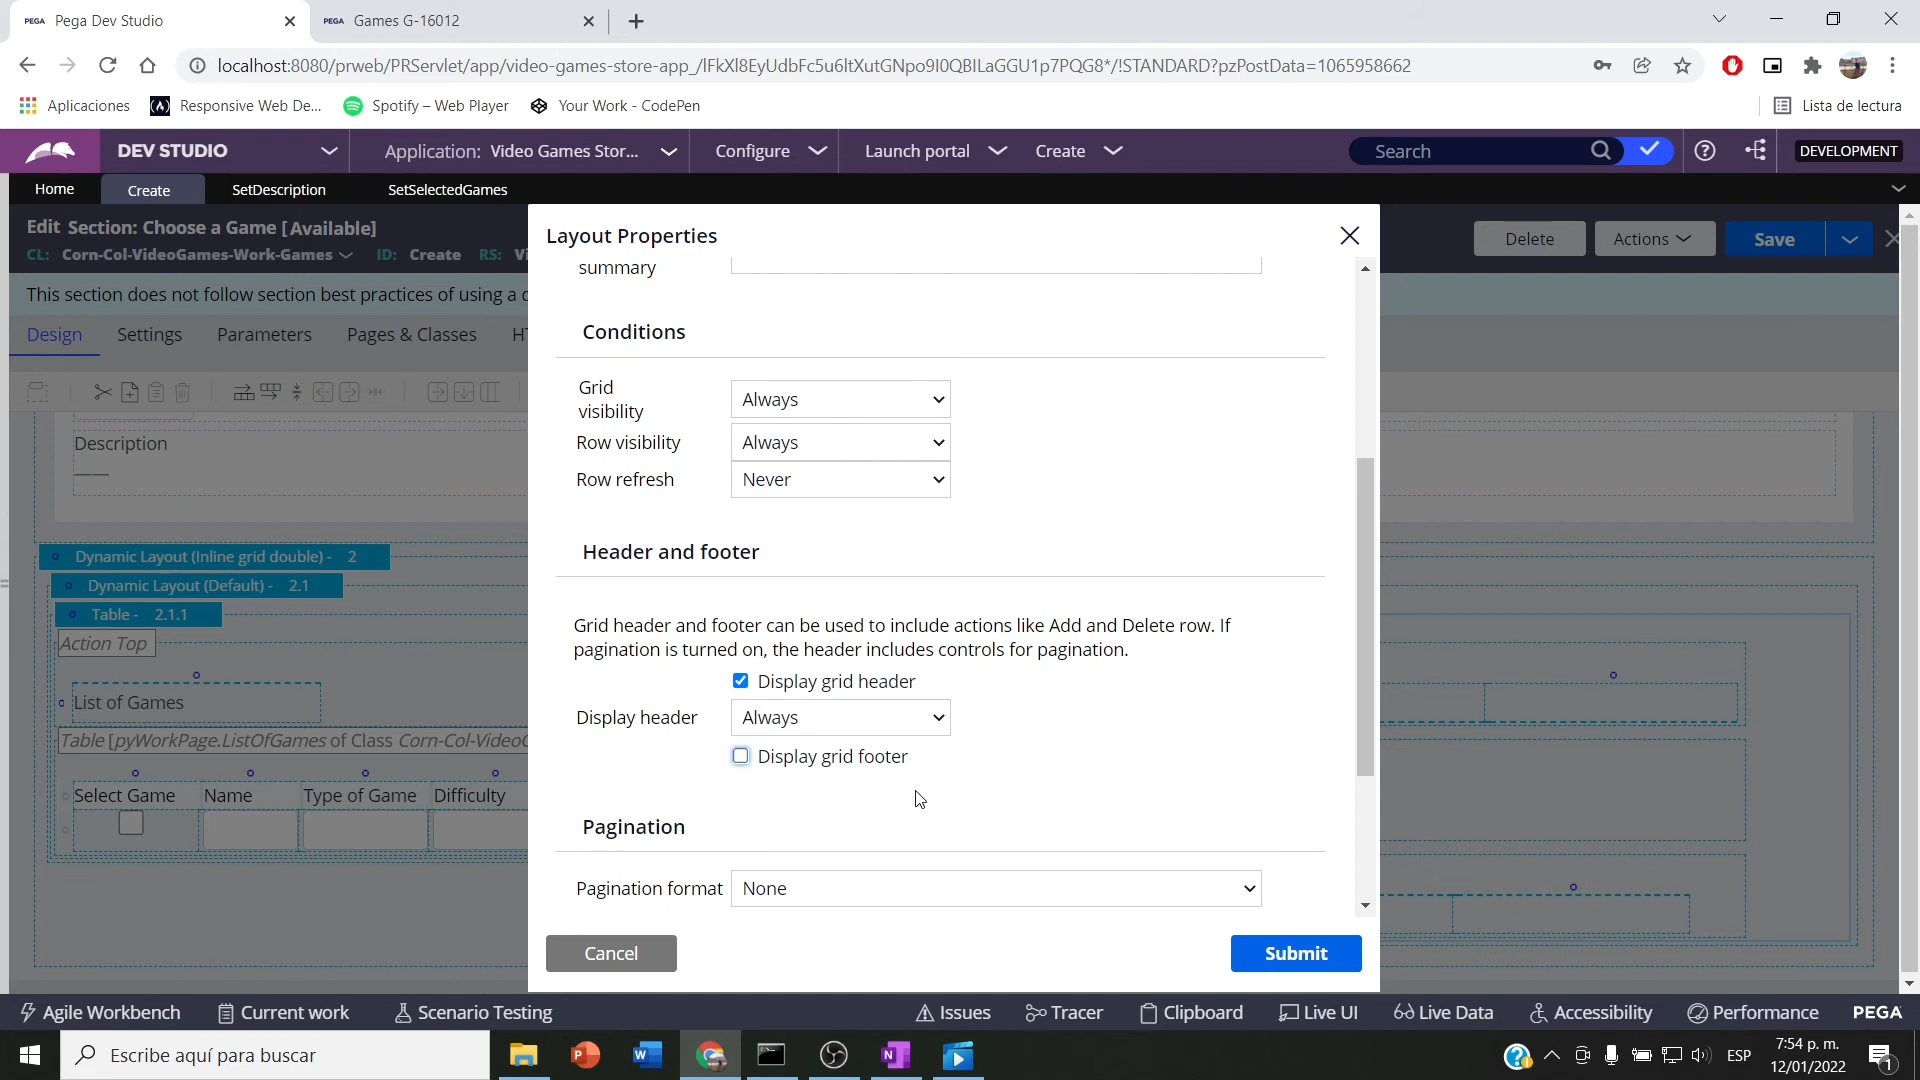 PEGA Pega Dev Studio
PEGA Games G-16012
localhost:8080/prweb/PRServlet/app/video-games-store-app_/lFkXl8EyUdbFc5u6ltXutGNpo9I0QBILaGGU1p7PQG8*/!STANDARD?pzPostData=1065958662
Aplicaciones
Responsive Web De...
Spotify – Web Player
Your Work - CodePen
Lista de lectura
DEV STUDIO
Application: Video Games Stor...
Configure
Launch portal
Create
Search
DEVELOPMENT
Home
Create
SetDescription
SetSelectedGames
Edit Section: Choose a Game [Available]
CL: Corn-Col-VideoGames-Work-Games ID: Create RS: Vi
Delete
Actions
Save
This section does not follow section best practices of using a d
Design
Settings
Parameters
Pages & Classes
HT
Description
Dynamic Layout (Inline grid double) - 2
Dynamic Layout (Default) - 2.1
Table - 2.1.1
Action Top
List of Games
Table [pyWorkPage.ListOfGames of Class Corn-Col-VideoG
Select Game
Name
Type of Game
Difficulty
Layout Properties
summary
Conditions
Grid
visibility
Always
Row visibility
Always
Row refresh
Never
Header and footer
Grid header and footer can be used to include actions like Add and Delete row. If
pagination is turned on, the header includes controls for pagination.
Display grid header
Display header
Always
Display grid footer
Pagination
Pagination format
None
Cancel
Submit
Agile Workbench
Current work
Scenario Testing
Issues
Tracer
Clipboard
Live UI
Live Data
Accessibility
Performance
PEGA
Escribe aquí para buscar
ESP
7:54 p. m.
12/01/2022
1